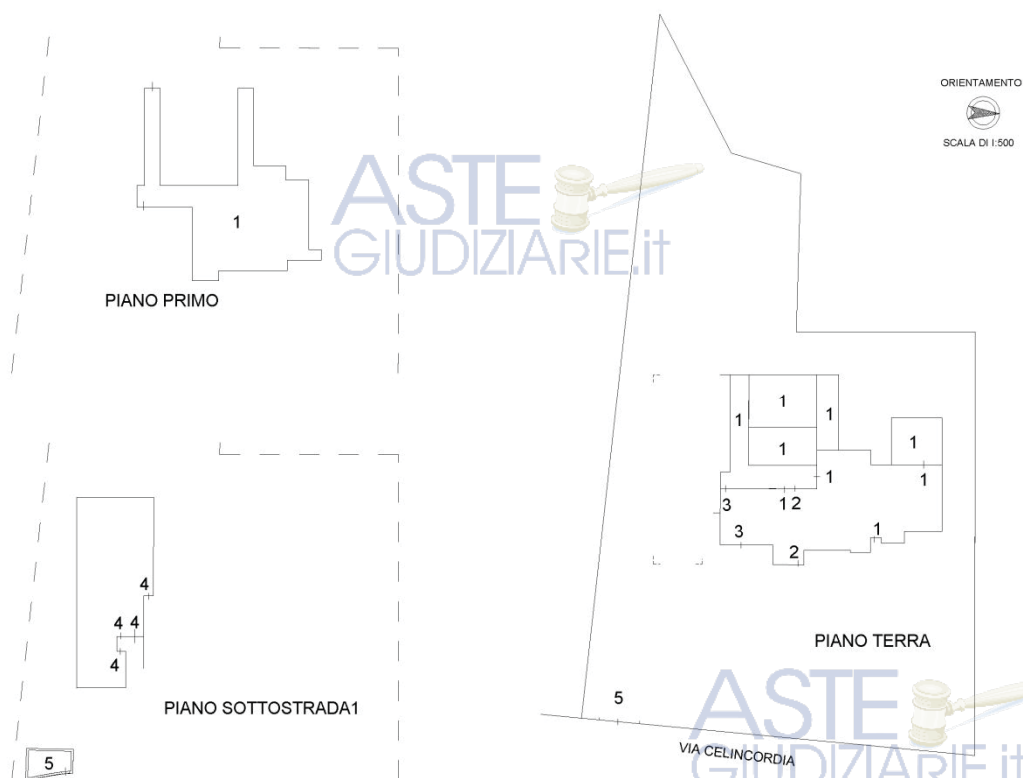 ORIENTAMENTO
SCALA DI 1:500
ASTE
GIUDIZIARIE.it
1
PIANO PRIMO
1
1
1
1
1
1
1
3
1 2
3
1
2
PIANO TERRA
4
4 4
4
PIANO SOTTOSTRADA1
5
5
VIA CELINCORDIA
ASTE
GIUDIZIARIE.it